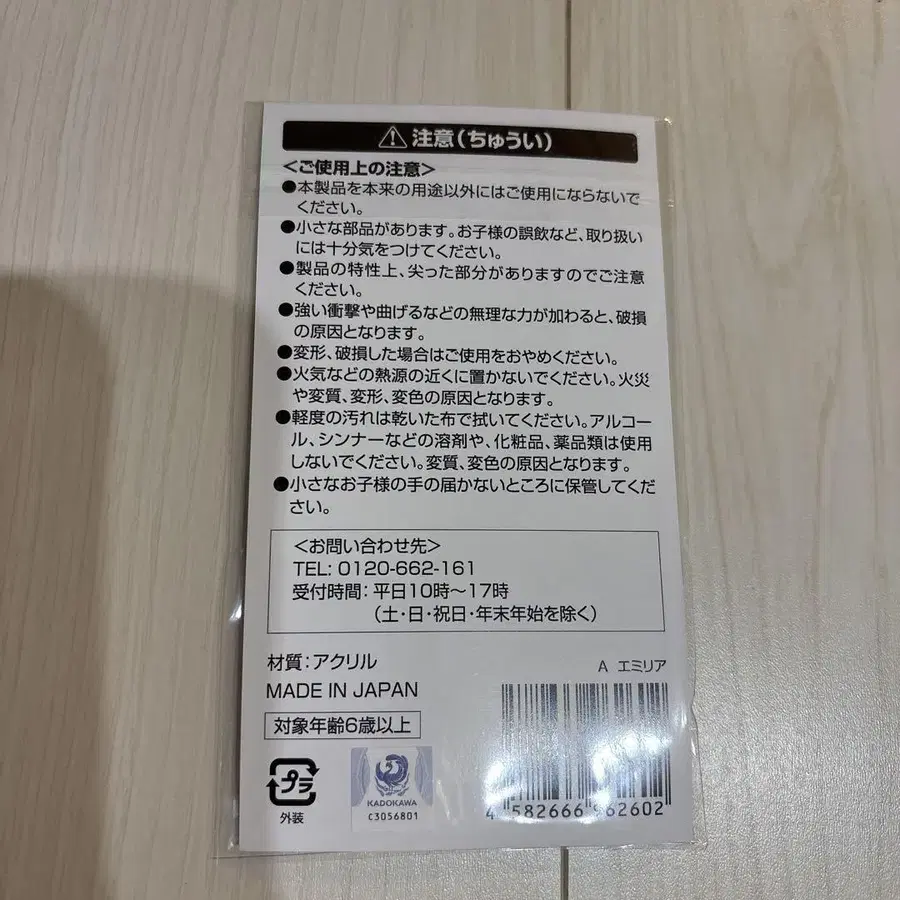 注意(ちゅうい)
<ご使用上の注意>
●本製品を本来の用途以外にはご使用にならないで
ください。
●小さな部品があります。お子様の誤飲など、取り扱い
には十分気をつけてください。
●製品の特性上、尖った部分がありますのでご注意
ください。
●強い衝撃や曲げるなどの無理な力が加わると、破損
の原因となります。
●変形、破損した場合はご使用をおやめください。
●火気などの熱源の近くに置かないでください。火災
や変質、変形、変色の原因となります。
●軽度の汚れは乾いた布で拭いてください。アルコー
ル、シンナーなどの溶剤や、化粧品、薬品類は使用
しないでください。変質、変色の原因となります。
●小さなお子様の手の届かないところに保管してくだ
さい。
<お問い合わせ先>
TEL: 0120-662-161
受付時間:平日10時〜17時
(土・日・祝日・年末年始を除く)
材質:アクリル
MADE IN JAPAN
対象年齢6歳以上
プラ
外装
KADOKAWA
C3056801
A エミリア
4 582666 962602